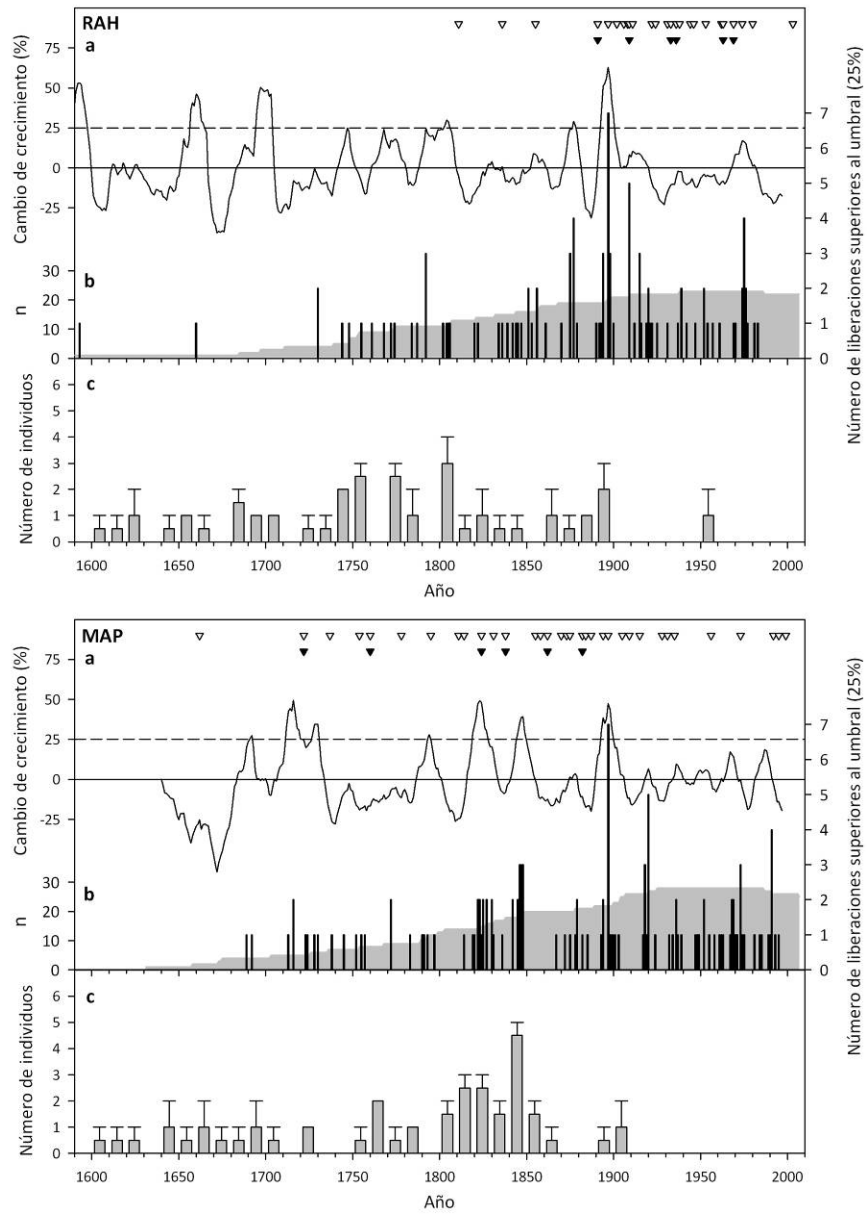 RAH
a
Cambio de crecimiento (%)
75
50
25
0
-25
Número de liberaciones superiores al umbral (25%)
7
6
5
4
3
2
1
0
b
n
30
20
10
0
c
Número de individuos
6
5
4
3
2
1
0
1600 1650 1700 1750 1800 1850 1900 1950 2000
Año
MAP
a
Cambio de crecimiento (%)
75
50
25
0
-25
Número de liberaciones superiores al umbral (25%)
7
6
5
4
3
2
1
0
b
n
30
20
10
0
c
Número de individuos
6
5
4
3
2
1
0
1600 1650 1700 1750 1800 1850 1900 1950 2000
Año